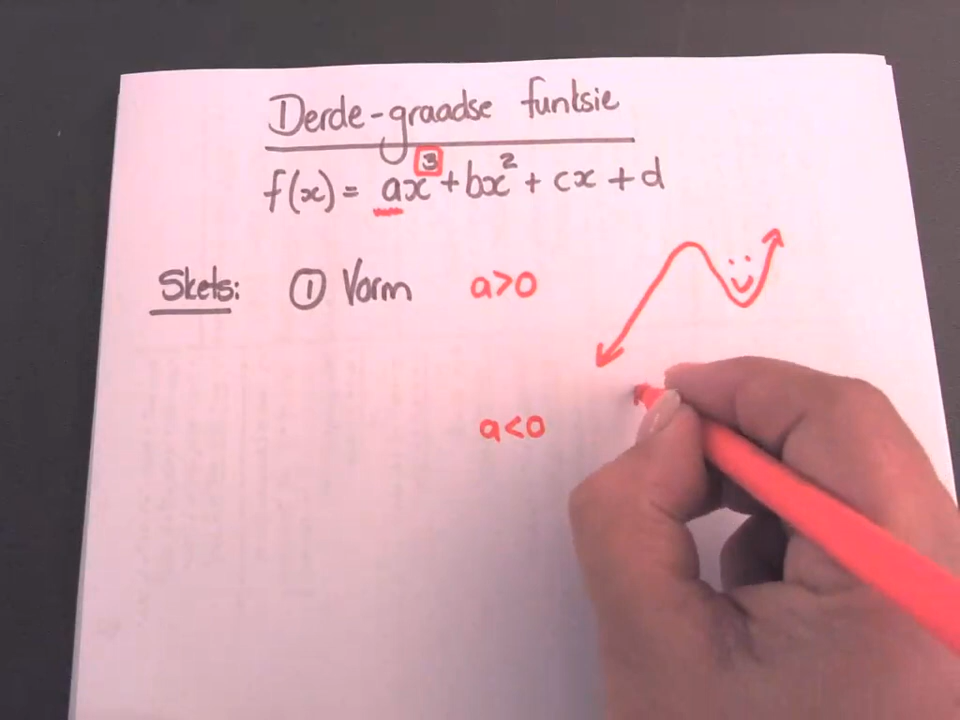 Derde-graadse funksie
f(x) = ax³ + bx² + cx + d
Skets: ① Vorm a>0
a<0